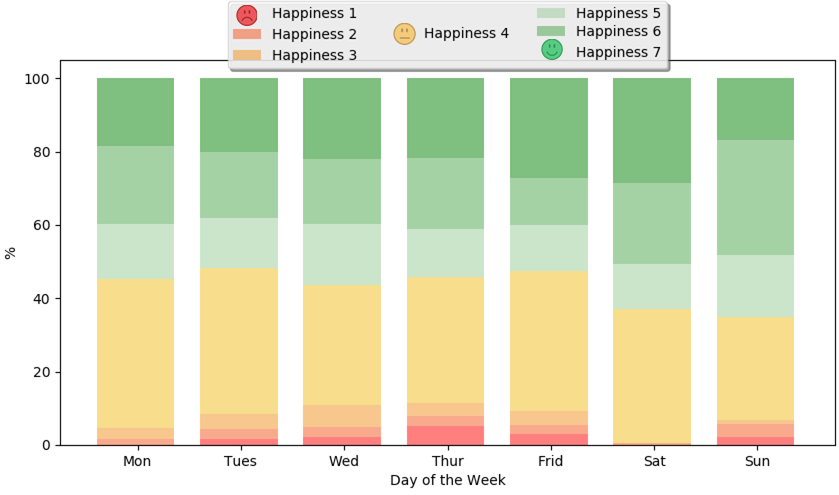 Happiness 1
Happiness 2
Happiness 3
Happiness 4
Happiness 5
Happiness 6
Happiness 7
100
80
60
40
20
0
%
Mon Tues Wed Thur Frid Sat Sun
Day of the Week